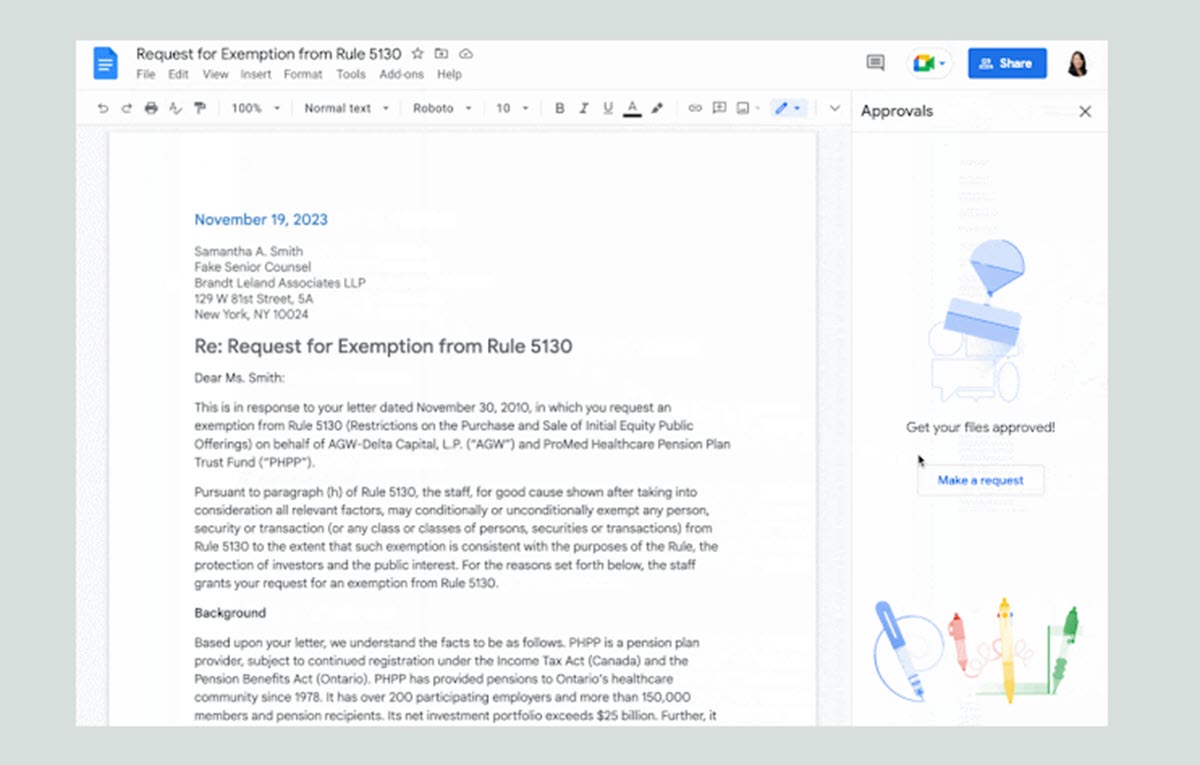 Request for Exemption from Rule 5130
File Edit View Insert Format Tools Add-ons Help
Share
100% Normal text Roboto 10 B I U A
Approvals
November 19, 2023
Samantha A. Smith
Fake Senior Counsel
Brandt Leland Associates LLP
129 W 81st Street, 5A
New York, NY 10024
Re: Request for Exemption from Rule 5130
Dear Ms. Smith:
This is in response to your letter dated November 30, 2010, in which you request an
exemption from Rule 5130 (Restrictions on the Purchase and Sale of Initial Equity Public
Offerings) on behalf of AGW-Delta Capital, L.P. (“AGW”) and ProMed Healthcare Pension Plan
Trust Fund (“PHPP”).
Pursuant to paragraph (h) of Rule 5130, the staff, for good cause shown after taking into
consideration all relevant factors, may conditionally or unconditionally exempt any person,
security or transaction (or any class or classes of persons, securities or transactions) from
Rule 5130 to the extent that such exemption is consistent with the purposes of the Rule, the
protection of investors and the public interest. For the reasons set forth below, the staff
grants your request for an exemption from Rule 5130.
Background
Based upon your letter, we understand the facts to be as follows. PHPP is a pension plan
provider, subject to continued registration under the Income Tax Act (Canada) and the
Pension Benefits Act (Ontario). PHPP has provided pensions to Ontario’s healthcare
community since 1978. It has over 200 participating employers and more than 150,000
members and pension recipients. Its net investment portfolio exceeds $25 billion. Further, it
Get your files approved!
Make a request